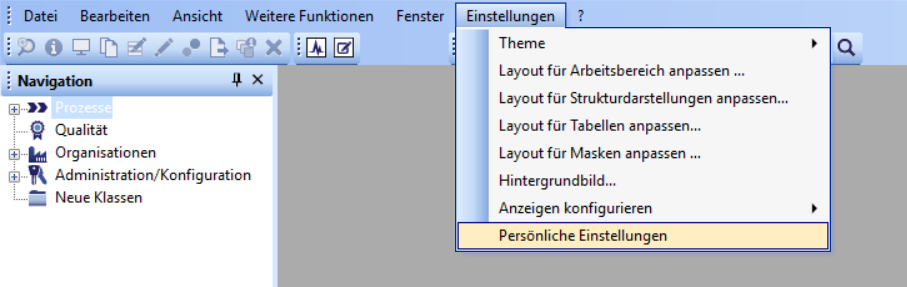 Datei Bearbeiten Ansicht Weitere Funktionen Fenster Einstellungen ?
Navigation
Prozesse
Qualität
Organisationen
Administration/Konfiguration
Neue Klassen
Theme
Layout für Arbeitsbereich anpassen ...
Layout für Strukturdarstellungen anpassen...
Layout für Tabellen anpassen...
Layout für Masken anpassen ...
Hintergrundbild...
Anzeigen konfigurieren
Persönliche Einstellungen